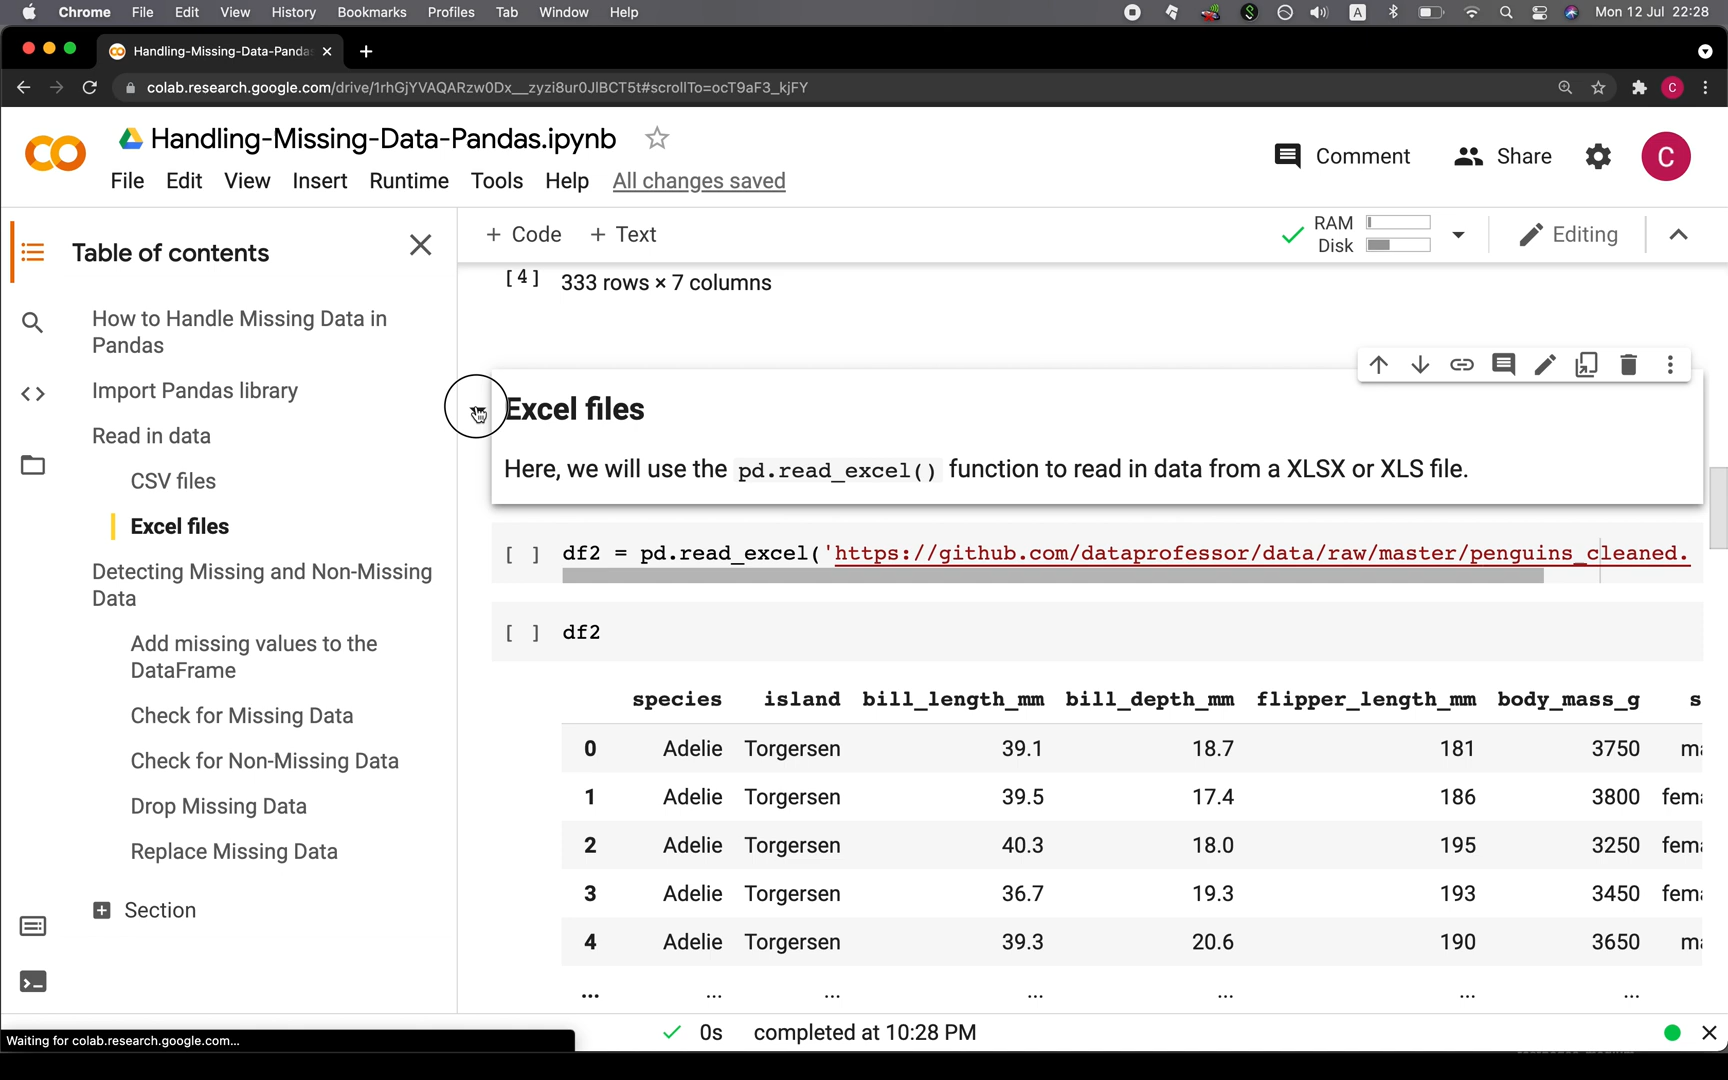 Chrome File Edit View History Bookmarks Profiles Tab Window Help
A Mon 12 Jul 22:28
Handling-Missing-Data-Panda
colab.research.google.com/drive/1rhGjYVAQARzw0Dx__zyzi8ur0JIBCT5t#scrollTo=ocT9aF3_kjFY
C
Handling-Missing-Data-Pandas.ipynb
Comment Share C
File Edit View Insert Runtime Tools Help All changes saved
Table of contents
+ Code + Text
RAM
Disk
Editing
How to Handle Missing Data in
Pandas
Import Pandas library
Read in data
CSV files
Excel files
Detecting Missing and Non-Missing
Data
Add missing values to the
DataFrame
Check for Missing Data
Check for Non-Missing Data
Drop Missing Data
Replace Missing Data
Section
[4] 333 rows × 7 columns
Excel files
Here, we will use the pd.read_excel() function to read in data from a XLSX or XLS file.
[ ] df2 = pd.read_excel('https://github.com/dataprofessor/data/raw/master/penguins_cleaned.
[ ] df2
species island bill_length_mm bill_depth_mm flipper_length_mm body_mass_g s
0 Adelie Torgersen 39.1 18.7 181 3750 ma
1 Adelie Torgersen 39.5 17.4 186 3800 fema
2 Adelie Torgersen 40.3 18.0 195 3250 fema
3 Adelie Torgersen 36.7 19.3 193 3450 fema
4 Adelie Torgersen 39.3 20.6 190 3650 ma
... ... ... ... ... ... ...
0s completed at 10:28 PM
Waiting for colab.research.google.com...